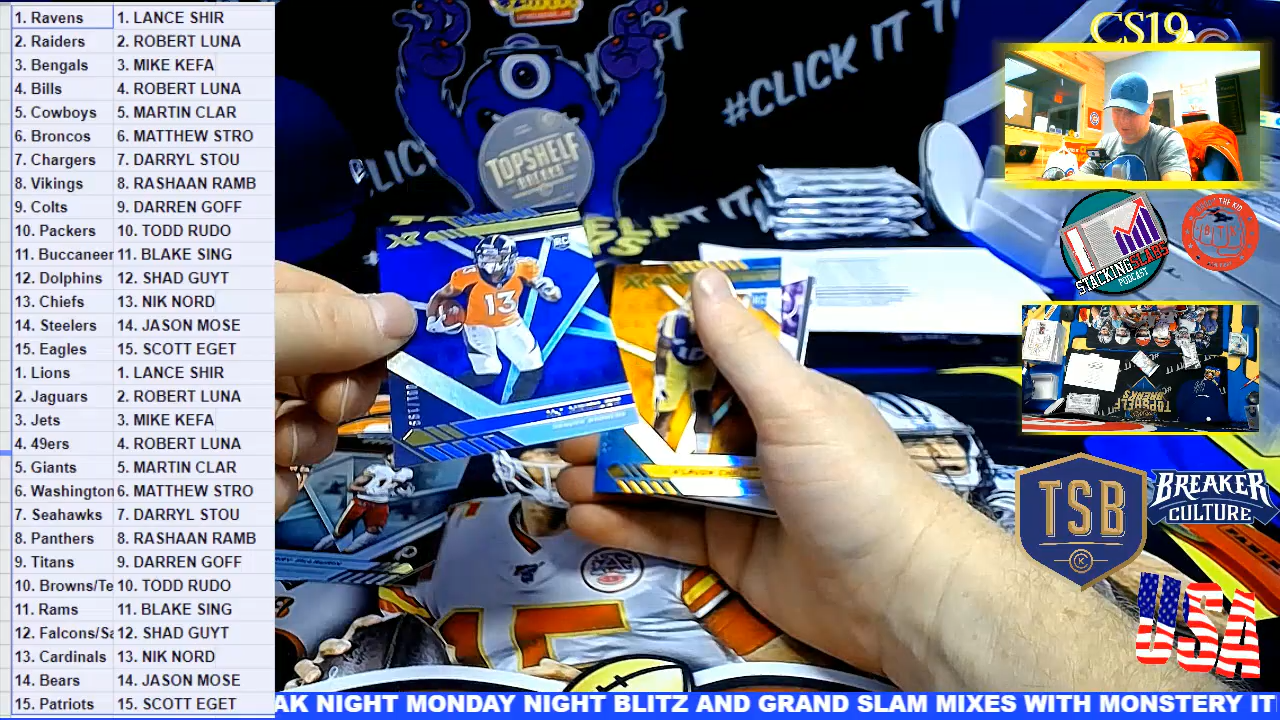 1. Ravens 1. LANCE SHIR
2. Raiders 2. ROBERT LUNA
3. Bengals 3. MIKE KEFA
4. Bills 4. ROBERT LUNA
5. Cowboys 5. MARTIN CLAR
6. Broncos 6. MATTHEW STRO
7. Chargers 7. DARRYL STOU
8. Vikings 8. RASHAAN RAMB
9. Colts 9. DARREN GOFF
10. Packers 10. TODD RUDO
11. Buccaneer 11. BLAKE SING
12. Dolphins 12. SHAD GUYT
13. Chiefs 13. NIK NORD
14. Steelers 14. JASON MOSE
15. Eagles 15. SCOTT EGET
1. Lions 1. LANCE SHIR
2. Jaguars 2. ROBERT LUNA
3. Jets 3. MIKE KEFA
4. 49ers 4. ROBERT LUNA
5. Giants 5. MARTIN CLAR
6. Washington 6. MATTHEW STRO
7. Seahawks 7. DARRYL STOU
8. Panthers 8. RASHAAN RAMB
9. Titans 9. DARREN GOFF
10. Browns/Te 10. TODD RUDO
11. Rams 11. BLAKE SING
12. Falcons/Sa 12. SHAD GUYT
13. Cardinals 13. NIK NORD
14. Bears 14. JASON MOSE
15. Patriots 15. SCOTT EGET
#CLICK IT
TOPSHELF
BREAKS
XR
RC
13
15
CS19
STACKING SLABS
PODCAST
TOPSHELF
BREAKS
TSB
BREAKER
CULTURE
USA
AK NIGHT MONDAY NIGHT BLITZ AND GRAND SLAM MIXES WITH MONSTERY IT